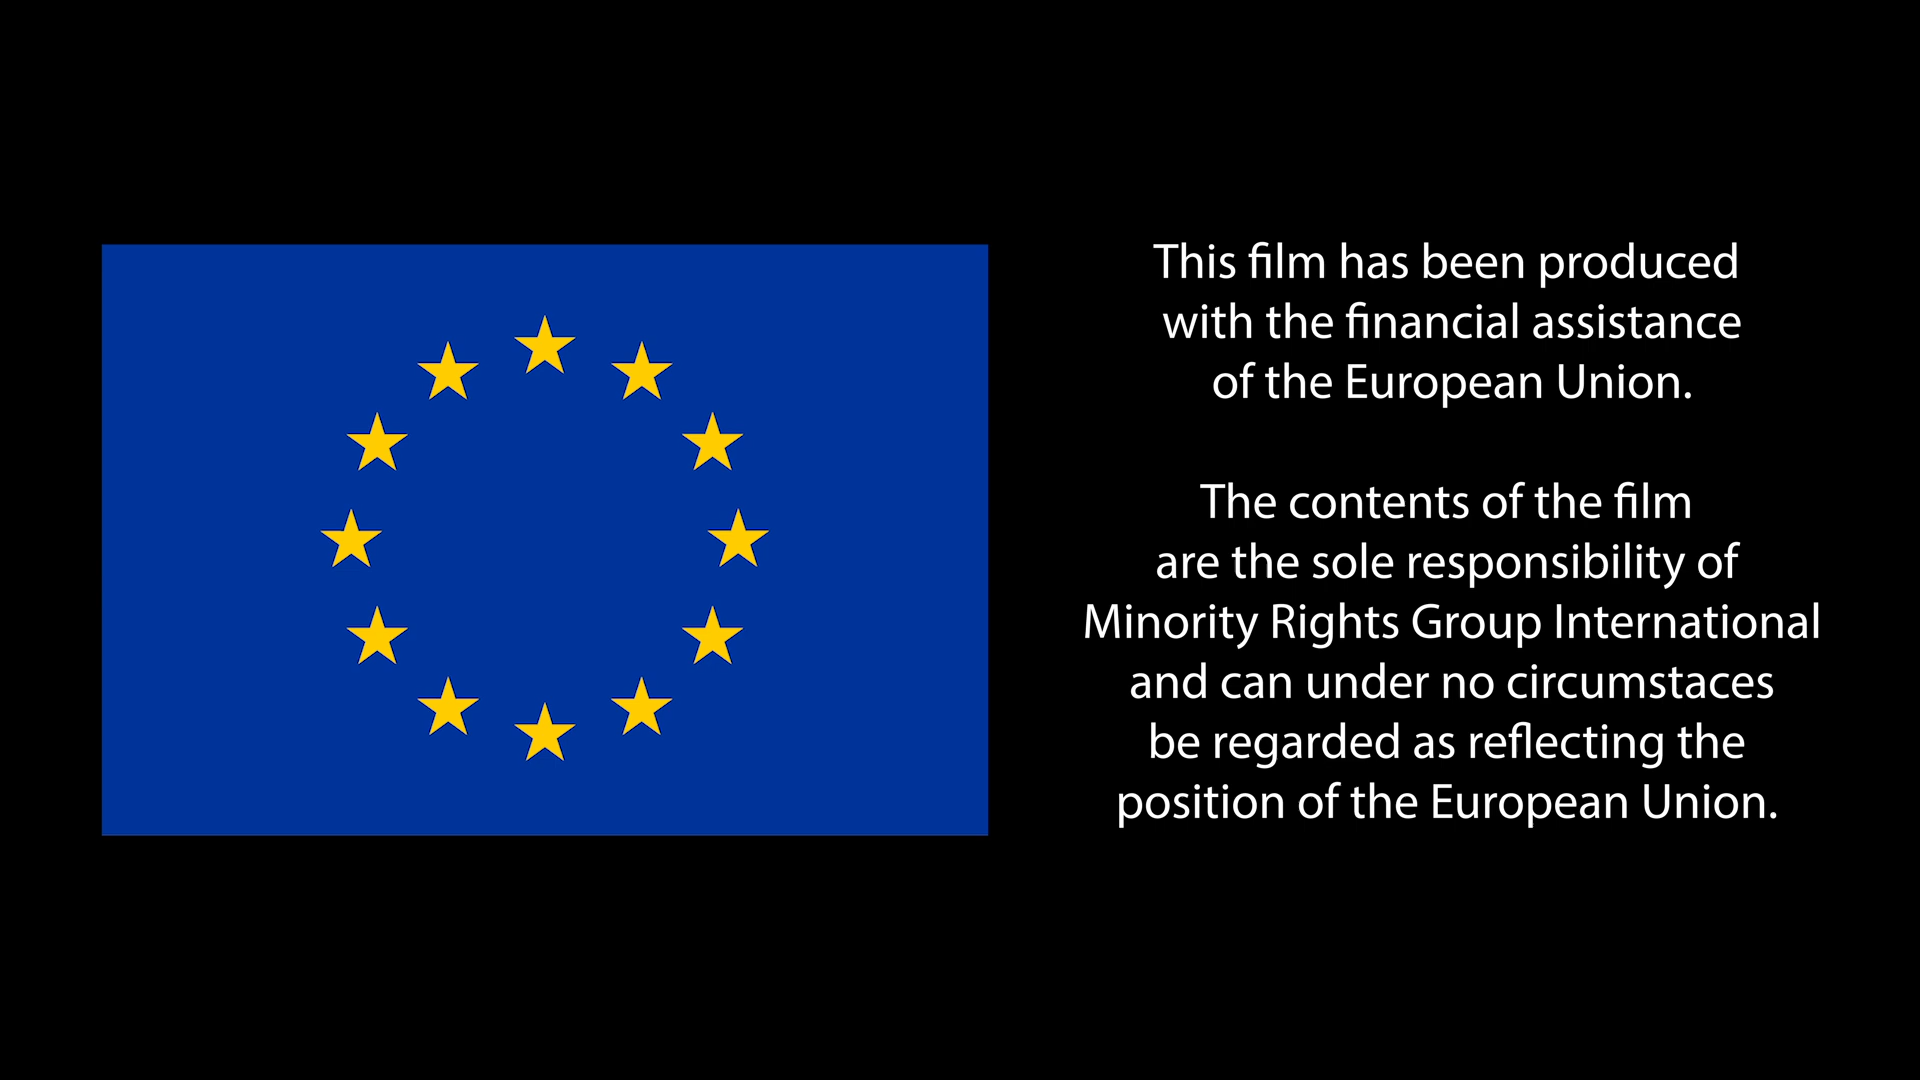 This film has been produced
with the financial assistance
of the European Union.
The contents of the film
are the sole responsibility of
Minority Rights Group International
and can under no circumstaces
be regarded as reflecting the
position of the European Union.